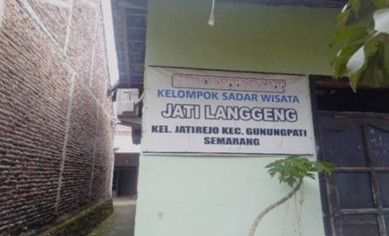 KELOMPOK SADAR WISATA
JATI LANGGENG
KEL. JATIREJO KEC. GUNUNGPATI
SEMARANG